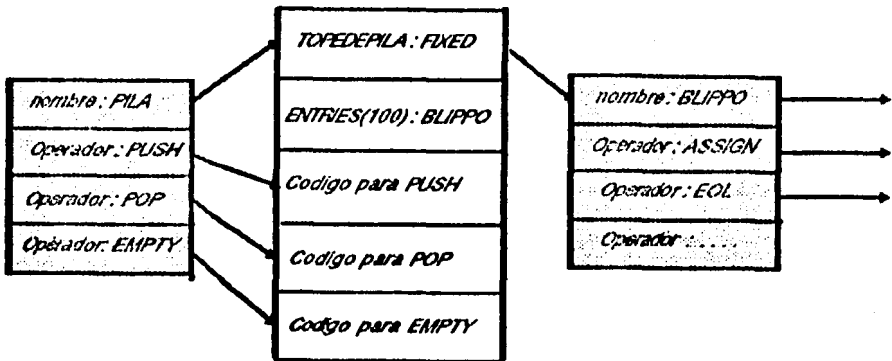 nombre: PILA
Operador: PUSH
Operador: POP
Operador: EMPTY
TOPEDEPILA: FIXED
ENTRIES(100): BLIPPO
Codigo para PUSH
Codigo para POP
Codigo para EMPTY
nombre: BLIPPO
Operador: ASSIGN
Operador: EQL
Operador:.....